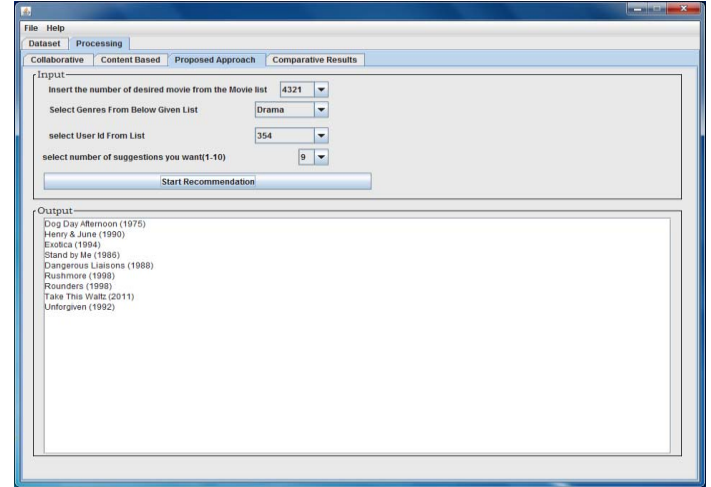 File Help
Dataset Processing
Collaborative Content Based Proposed Approach Comparative Results
Input
Insert the number of desired movie from the Movie list 4321
Select Genres From Below Given List Drama
select User Id From List 354
select number of suggestions you want(1-10) 9
Start Recommendation
Output
Dog Day Afternoon (1975)
Henry & June (1990)
Exotica (1994)
Stand by Me (1986)
Dangerous Liaisons (1988)
Rushmore (1998)
Rounders (1998)
Take This Waltz (2011)
Unforgiven (1992)